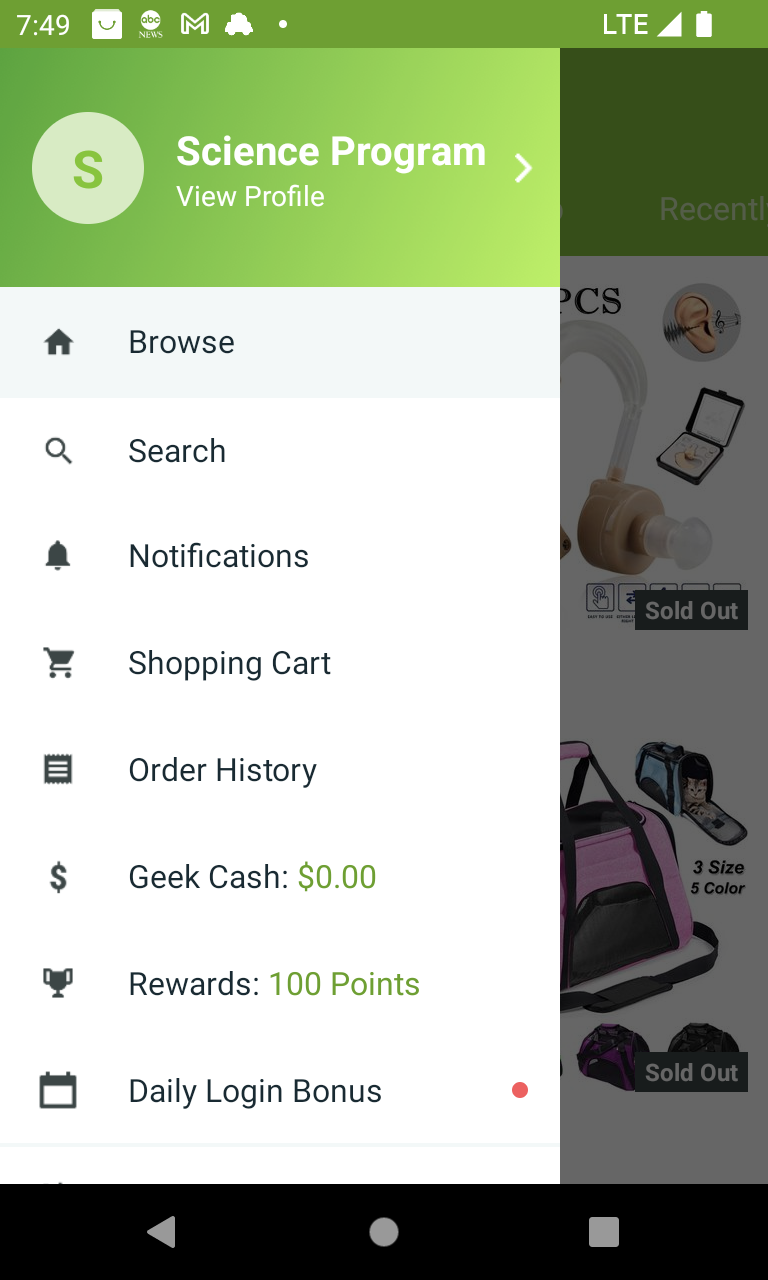 7:49
abc
NEWS
LTE
S
Science Program
View Profile
Recently
PCS
Browse
Search
Notifications
Sold Out
Shopping Cart
Order History
3 Size
5 Color
Geek Cash: $0.00
Rewards: 100 Points
Sold Out
Daily Login Bonus